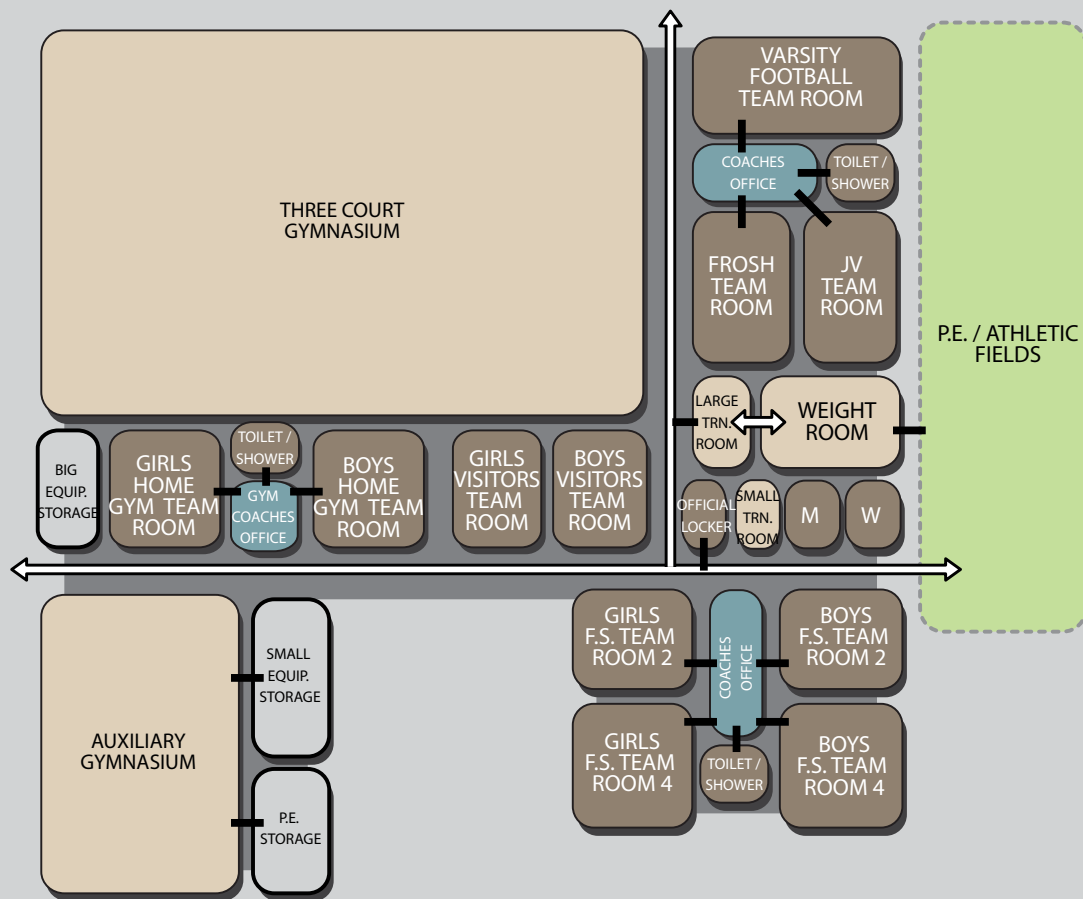 THREE COURT
GYMNASIUM
VARSITY
FOOTBALL
TEAM ROOM
COACHES
OFFICE
TOILET /
SHOWER
FROSH
TEAM
ROOM
JV
TEAM
ROOM
P.E. / ATHLETIC
FIELDS
LARGE
TRN.
ROOM
WEIGHT
ROOM
BIG
EQUIP.
STORAGE
GIRLS
HOME
GYM TEAM
ROOM
TOILET /
SHOWER
GYM
COACHES
OFFICE
BOYS
HOME
GYM TEAM
ROOM
GIRLS
VISITORS
TEAM
ROOM
BOYS
VISITORS
TEAM
ROOM
OFFICIAL
LOCKER
SMALL
TRN.
ROOM
M
W
AUXILIARY
GYMNASIUM
SMALL
EQUIP.
STORAGE
P.E.
STORAGE
GIRLS
F.S. TEAM
ROOM 2
COACHES
OFFICE
BOYS
F.S. TEAM
ROOM 2
GIRLS
F.S. TEAM
ROOM 4
TOILET /
SHOWER
BOYS
F.S. TEAM
ROOM 4